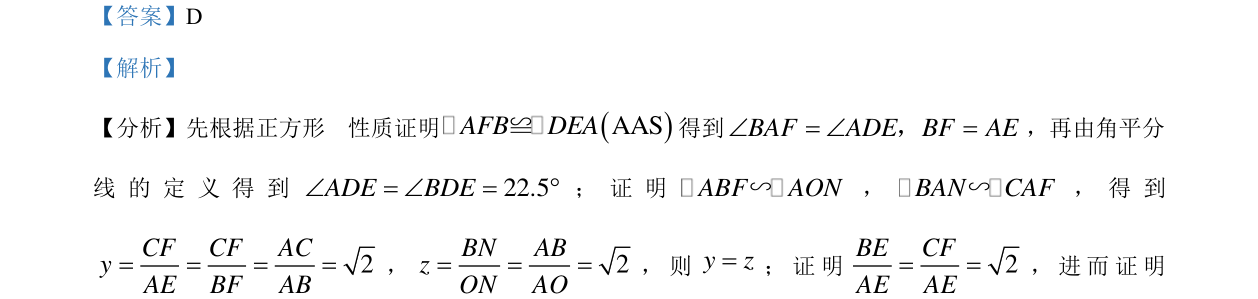 【答案】D
【解析】
【分析】先根据正方形 性质证明□AFB≌□DEA(AAS)得到∠BAF=∠ADE，BF=AE，再由角平分
线的定义得到∠ADE=∠BDE=22.5°；证明□ABF∽□AON，□BAN∽□CAF，得到
y=CF/AE=CF/BF=AC/AB=√2，z=BN/ON=AB/AO=√2，则y=z；证明BE/AE=CF/AE=√2，进而证明